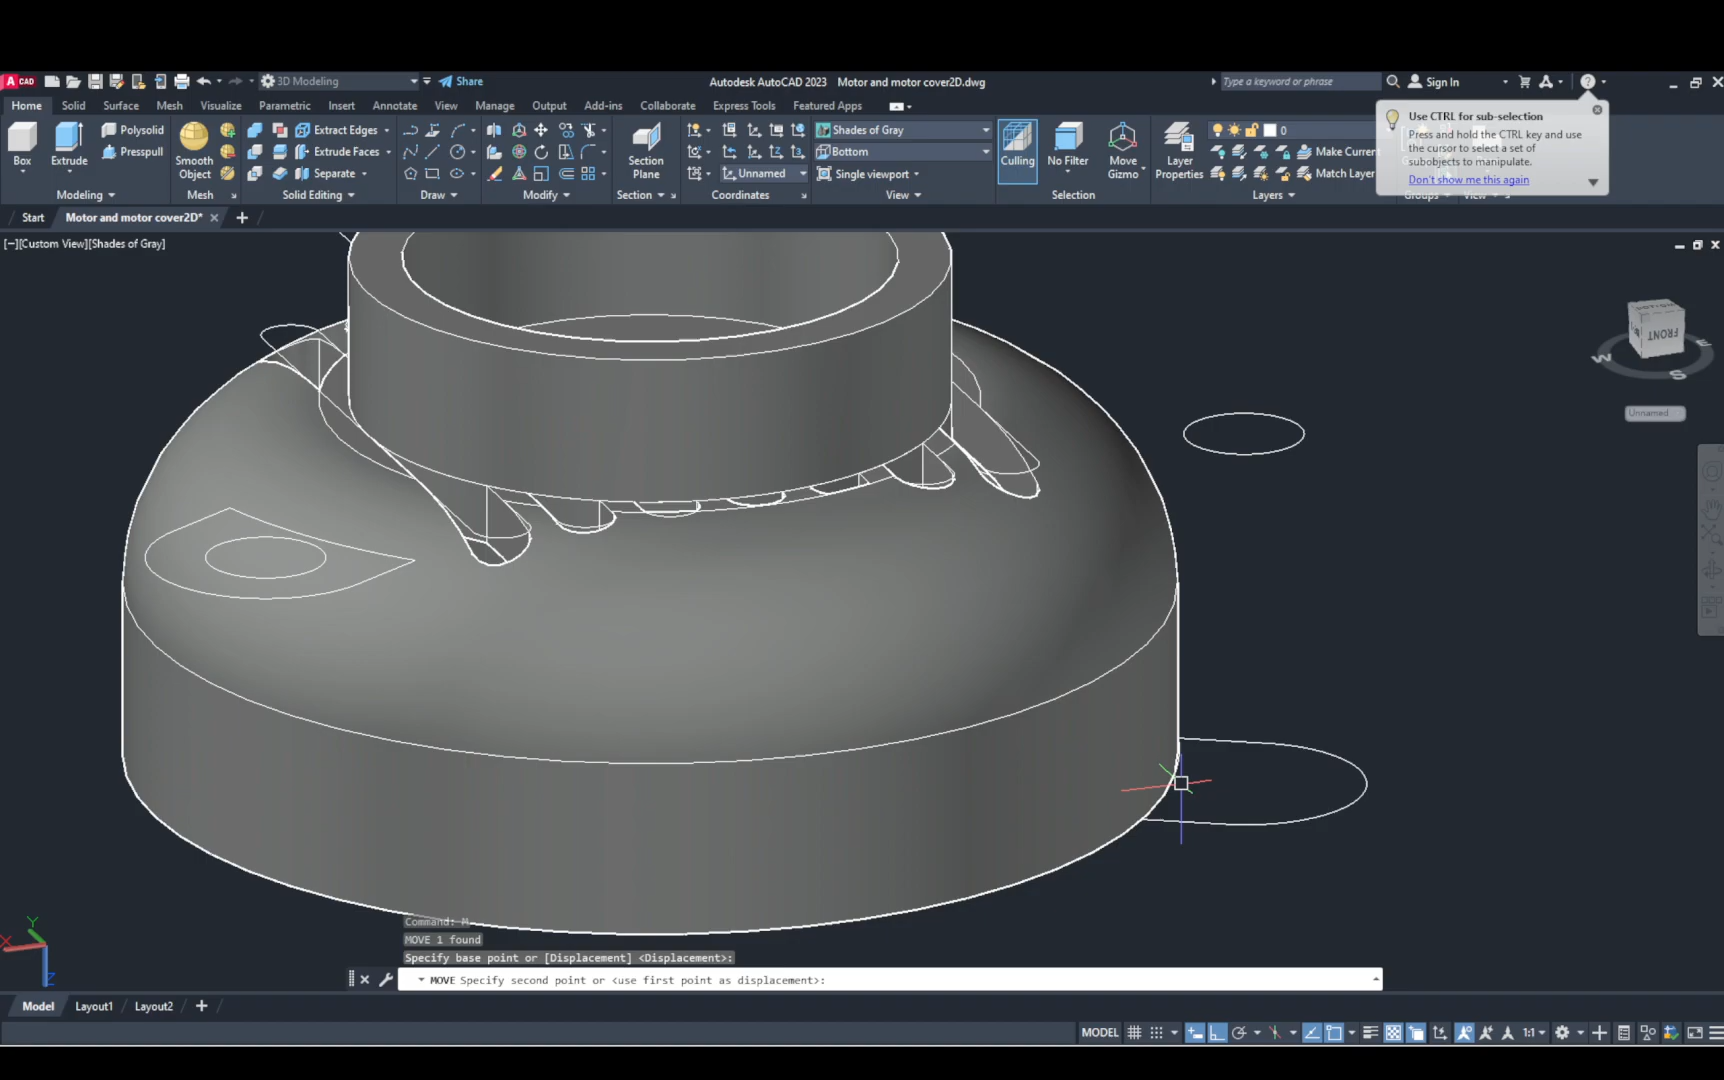 A CAD
3D Modeling
Share
Autodesk AutoCAD 2023 Motor and motor cover2D.dwg
Type a keyword or phrase
Sign In
Home Solid Surface Mesh Visualize Parametric Insert Annotate View Manage Output Add-ins Collaborate Express Tools Featured Apps
Box
Extrude
Polysolid
Presspull
Modeling
Smooth
Object
Mesh
Extrude Edges
Extrude Faces
Separate
Solid Editing
Draw
Modify
Section
Plane
Section
Unnamed
Coordinates
Shades of Gray
Bottom
Single viewport
View
Culling
No Filter
Move
Gizmo
Selection
Layer
Properties
0
Make Current
Match Layer
Layers
Use CTRL for sub-selection
Press and hold the CTRL key and use
the cursor to select a set of
subobjects to manipulate.
Don't show me this again
Start
Motor and motor cover2D*
[−][Custom View][Shades of Gray]
FRONT
W
S
E
Unnamed
Y
X
Z
Command: M
MOVE 1 found
Specify base point or [Displacement] <Displacement>:
MOVE Specify second point or <use first point as displacement>:
Model
Layout1
Layout2
MODEL
1:1